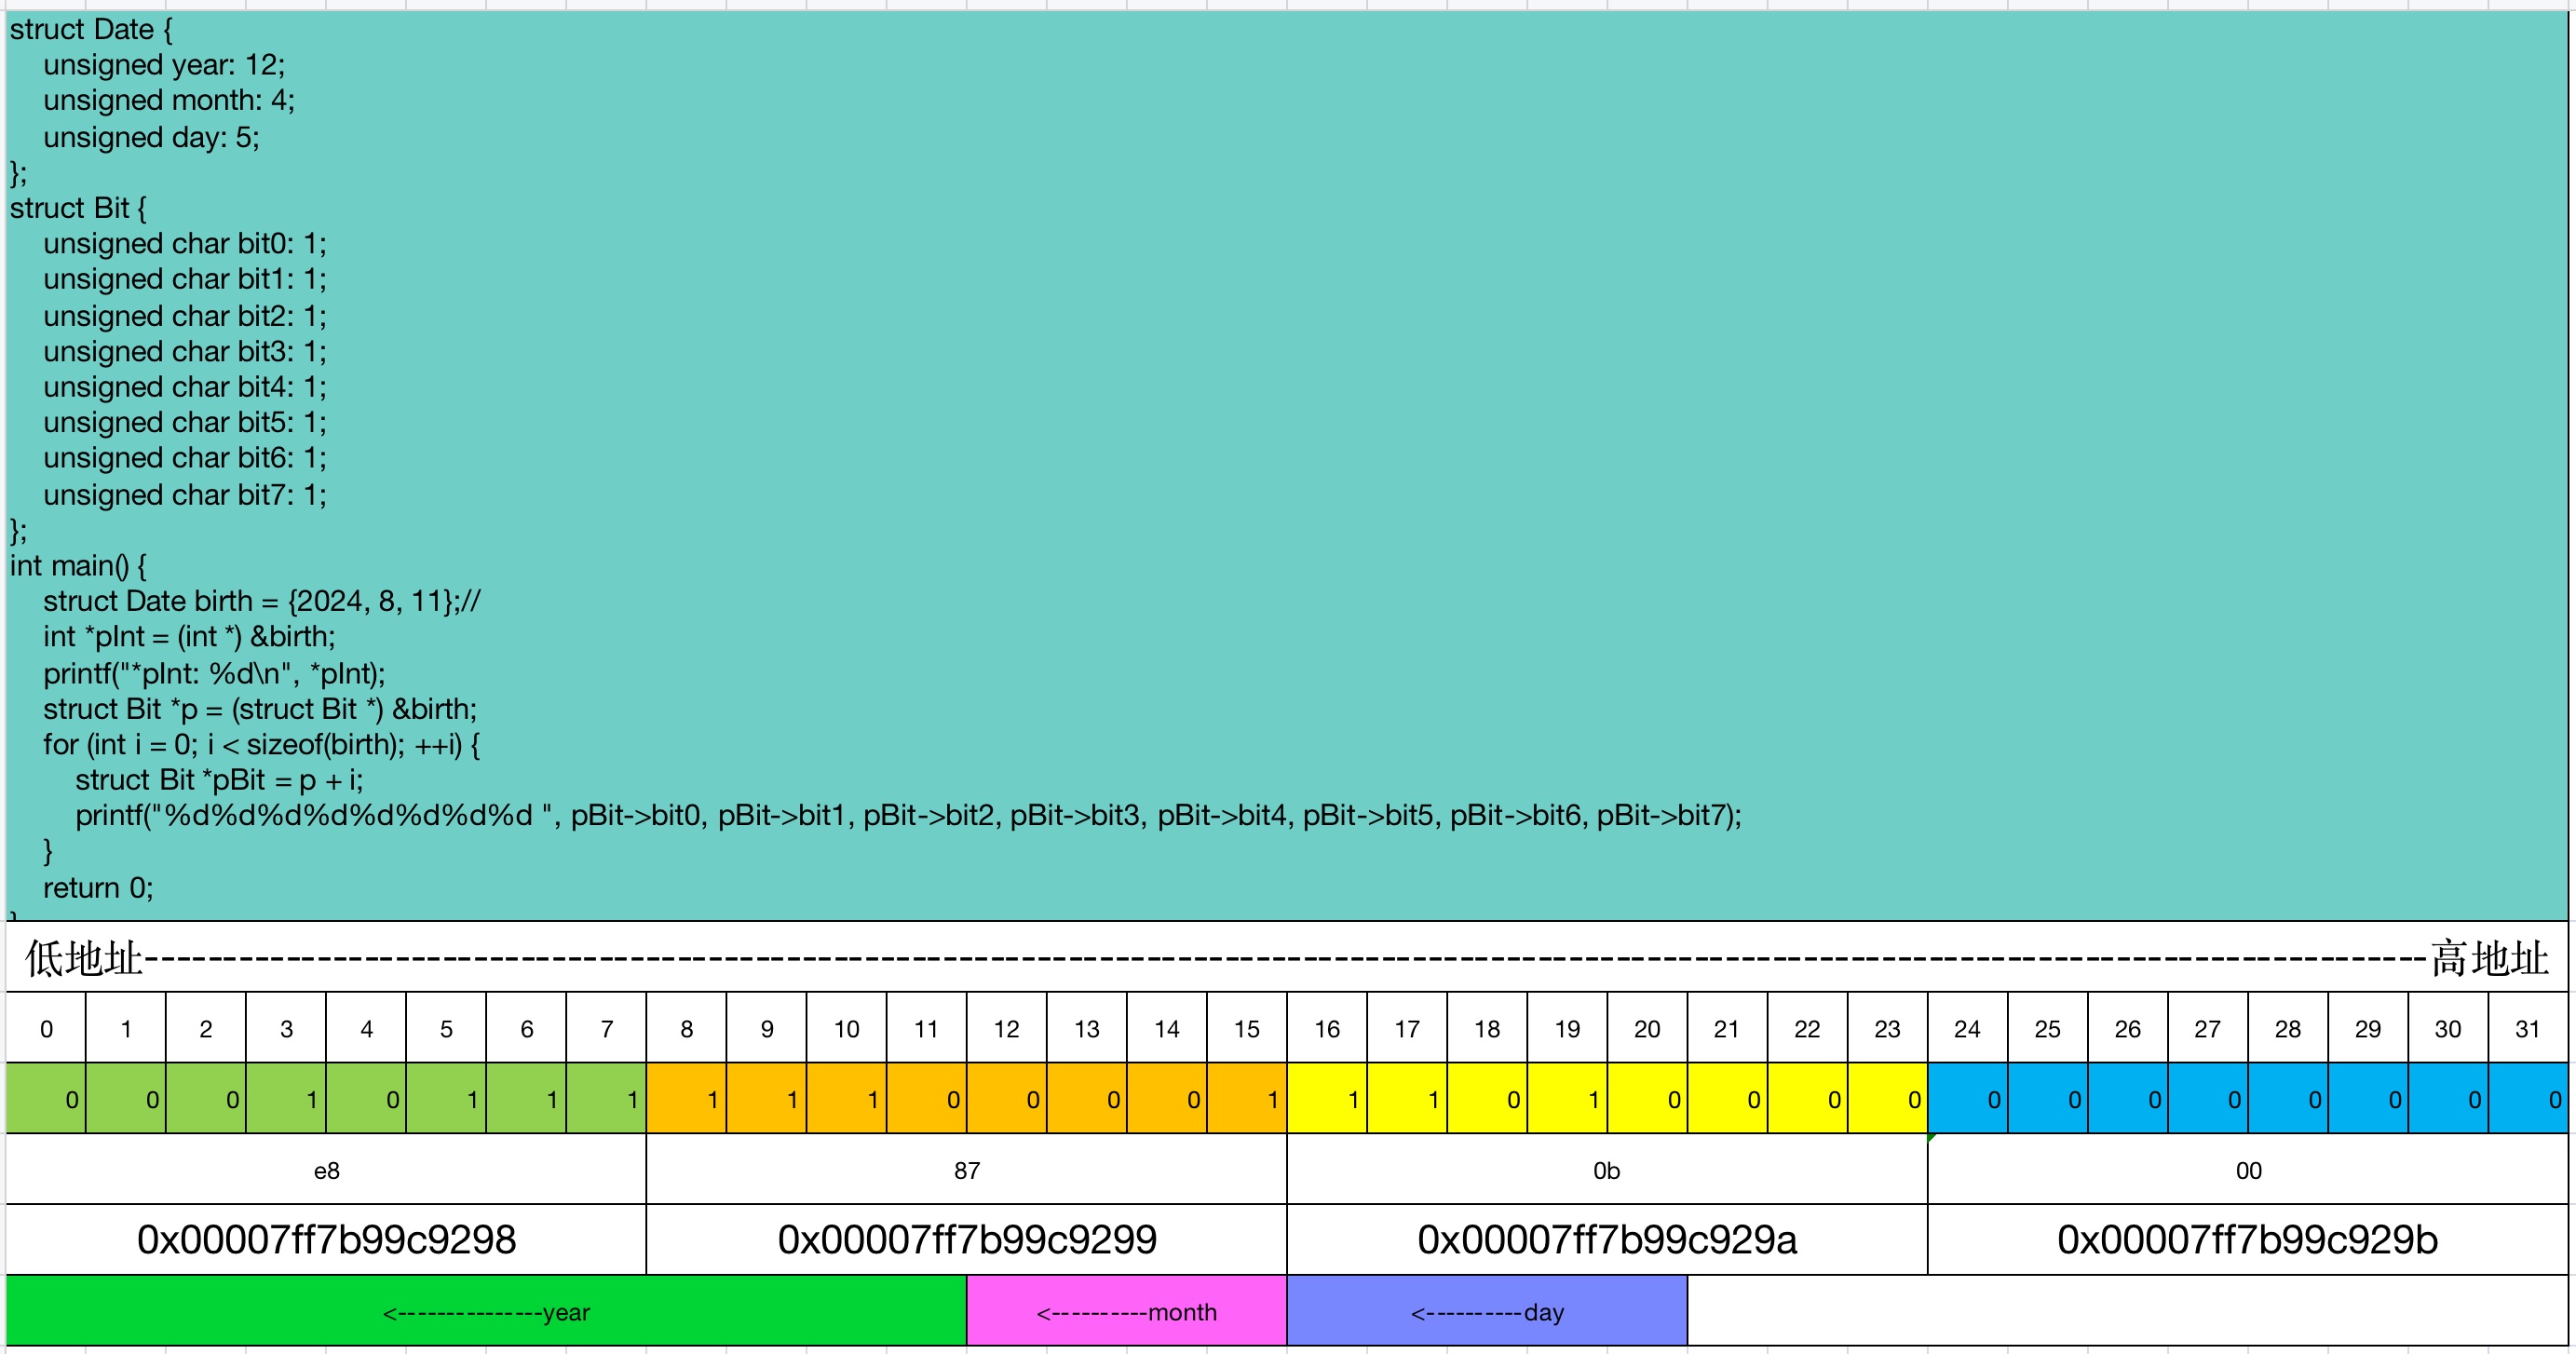 struct Date {
    unsigned year: 12;
    unsigned month: 4;
    unsigned day: 5;
};
struct Bit {
    unsigned char bit0: 1;
    unsigned char bit1: 1;
    unsigned char bit2: 1;
    unsigned char bit3: 1;
    unsigned char bit4: 1;
    unsigned char bit5: 1;
    unsigned char bit6: 1;
    unsigned char bit7: 1;
};
int main() {
    struct Date birth = {2024, 8, 11};//
    int *pInt = (int *) &birth;
    printf("*pInt: %d\n", *pInt);
    struct Bit *p = (struct Bit *) &birth;
    for (int i = 0; i < sizeof(birth); ++i) {
        struct Bit *pBit = p + i;
        printf("%d%d%d%d%d%d%d%d ", pBit->bit0, pBit->bit1, pBit->bit2, pBit->bit3, pBit->bit4, pBit->bit5, pBit->bit6, pBit->bit7);
    }
    return 0;
}
低地址------------------------------------------------------------------------------------------高地址
0 1 2 3 4 5 6 7 8 9 10 11 12 13 14 15 16 17 18 19 20 21 22 23 24 25 26 27 28 29 30 31
0 0 0 1 0 1 1 1 1 1 1 0 0 0 0 1 1 1 0 1 0 0 0 0 0 0 0 0 0 0 0 0
e8 87 0b 00
0x00007ff7b99c9298 0x00007ff7b99c9299 0x00007ff7b99c929a 0x00007ff7b99c929b
<---------------year <----------month <----------day